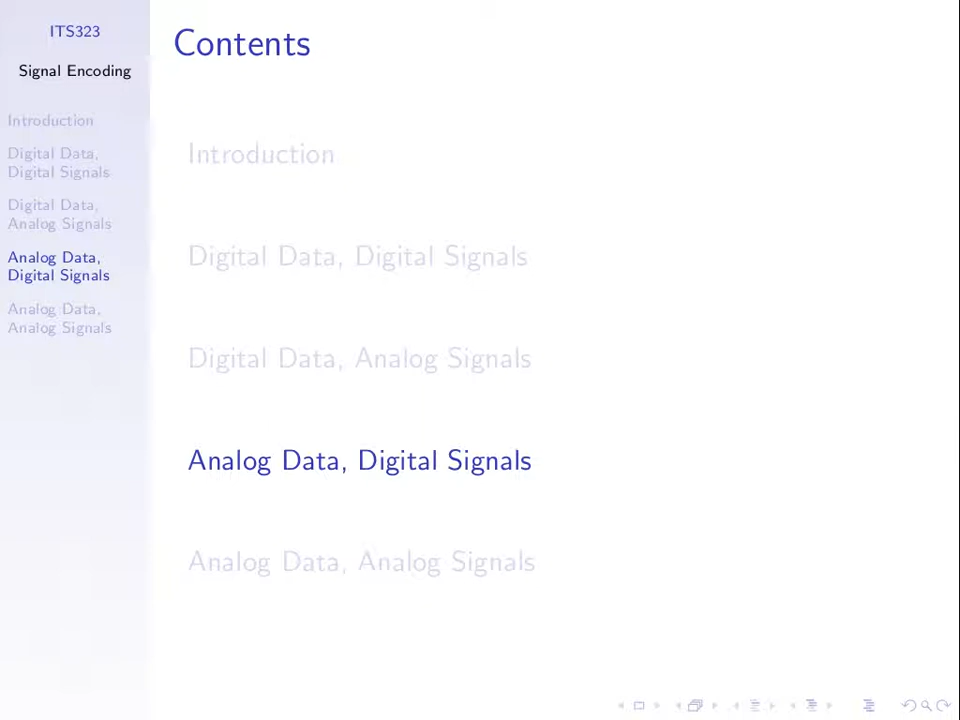 ITS323
Signal Encoding
Introduction
Digital Data,
Digital Signals
Digital Data,
Analog Signals
Analog Data,
Digital Signals
Analog Data,
Analog Signals
Contents
Introduction
Digital Data, Digital Signals
Digital Data, Analog Signals
Analog Data, Digital Signals
Analog Data, Analog Signals